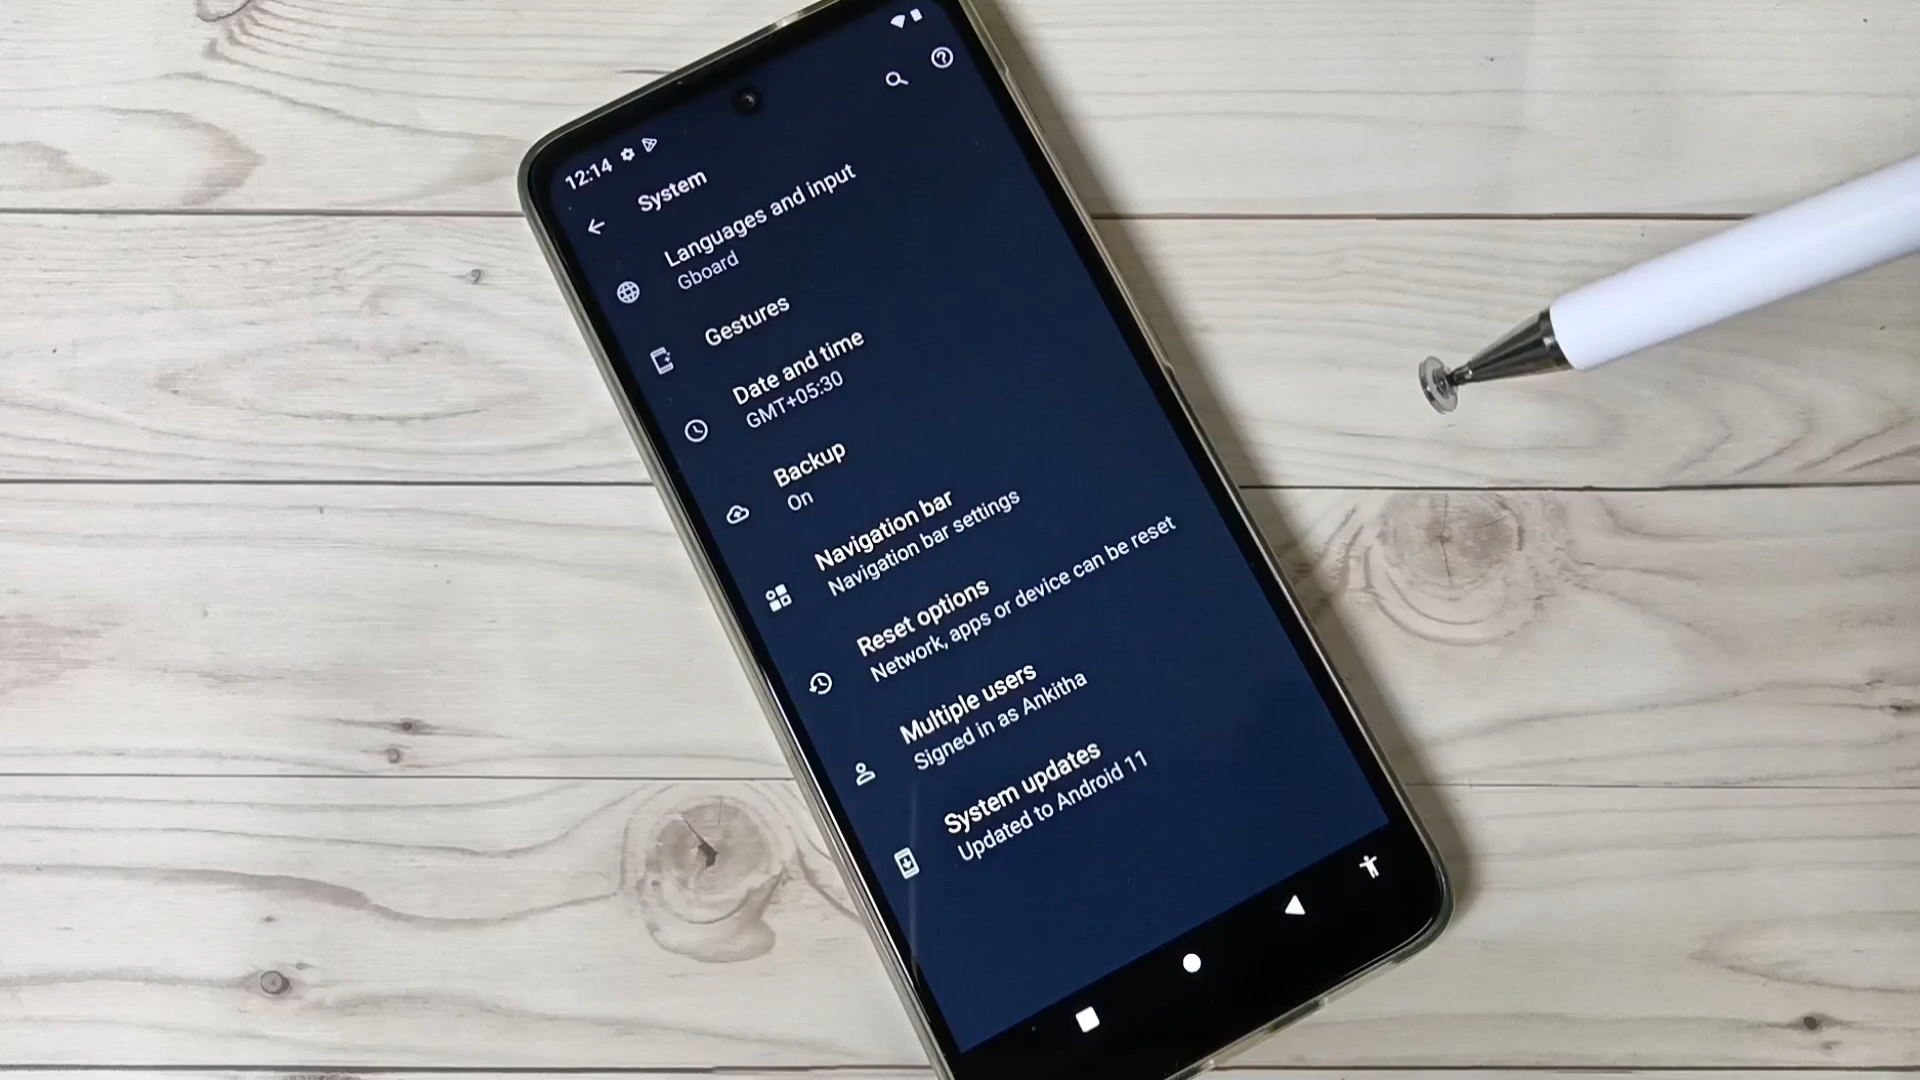 12:14
System
Languages and input
Gboard
Gestures
Date and time
GMT+05:30
Backup
On
Navigation bar
Navigation bar settings
Reset options
Network, apps or device can be reset
Multiple users
Signed in as Ankitha
System updates
Updated to Android 11